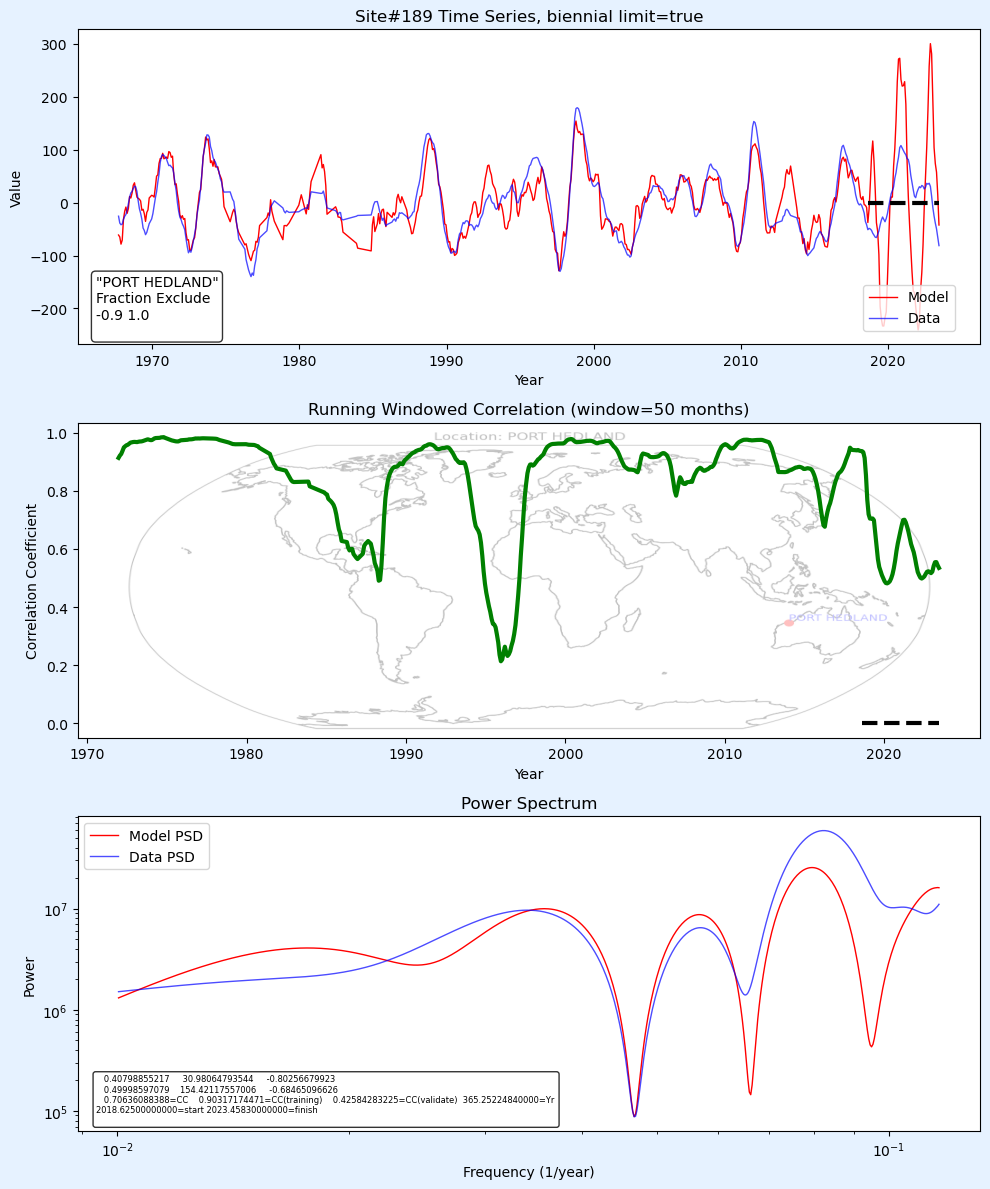 Site#189 Time Series, biennial limit=true
300
200
100
0
−100
−200
Value
"PORT HEDLAND"
Fraction Exclude
-0.9 1.0
Model
Data
1970
1980
1990
2000
2010
2020
Year
Running Windowed Correlation (window=50 months)
Location: PORT HEDLAND
1.0
0.8
0.6
0.4
0.2
0.0
Correlation Coefficient
PORT HEDLAND
1970
1980
1990
2000
2010
2020
Year
Power Spectrum
Model PSD
Data PSD
10⁷
10⁶
10⁵
Power
0.40798855217 30.98064793544 -0.80256679923
0.49998597079 154.42117557006 -0.68465096626
0.70636088388=CC 0.90317174471=CC(training) 0.42584283225=CC(validate) 365.25224840000=Yr
2018.62500000000=start 2023.45830000000=finish
10⁻²
10⁻¹
Frequency (1/year)